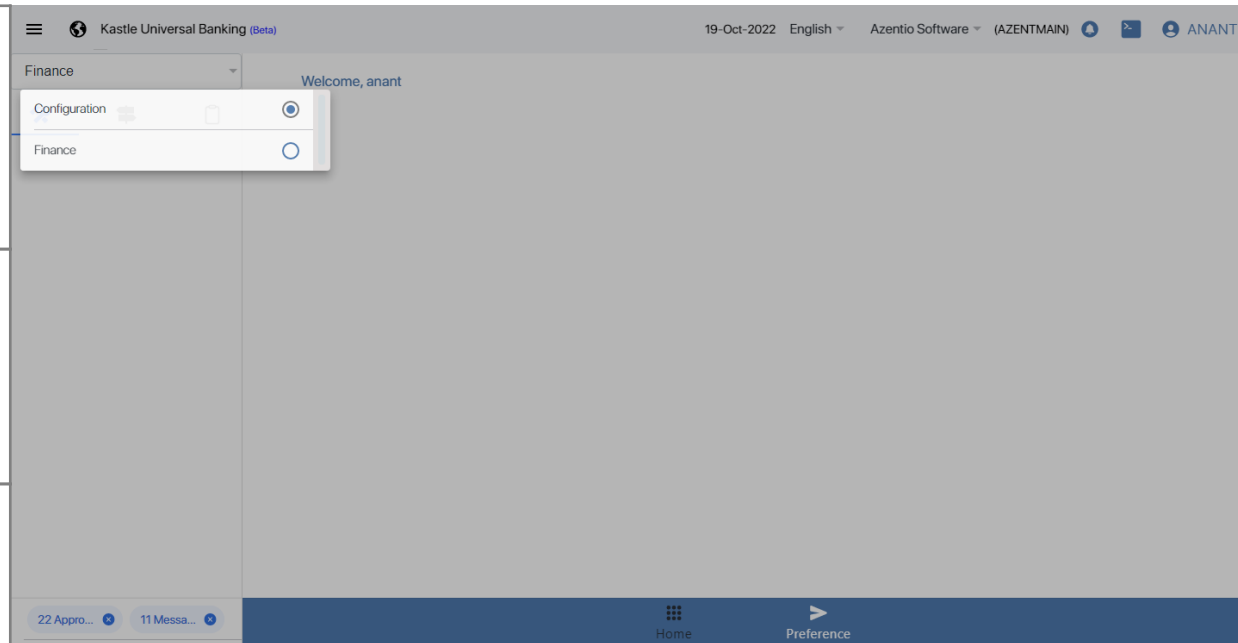 Kastle Universal Banking (Beta) 19-Oct-2022 English Azentio Software (AZENTMAIN) ANANT
Finance
Welcome, anant
Configuration
Finance
22 Appro... 11 Messa...
Home Preference